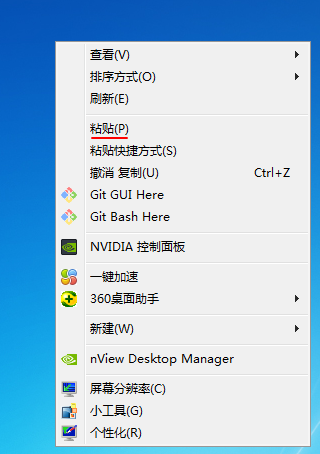 查看(V)
排序方式(O)
刷新(E)
粘贴(P)
粘贴快捷方式(S)
撤消 复制(U) Ctrl+Z
Git GUI Here
Git Bash Here
NVIDIA 控制面板
一键加速
360桌面助手
新建(W)
nView Desktop Manager
屏幕分辨率(C)
小工具(G)
个性化(R)